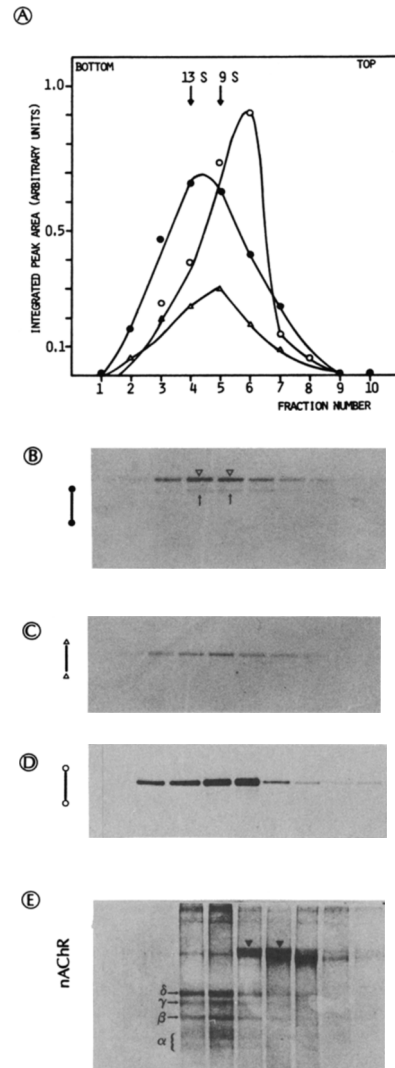 A
BOTTOM TOP
13 S 9 S
INTEGRATED PEAK AREA (ARBITRARY UNITS)
1.0
0.5
0.1
1 2 3 4 5 6 7 8 9 10
FRACTION NUMBER
B
C
D
E
nAChR
δ
γ
β
α {